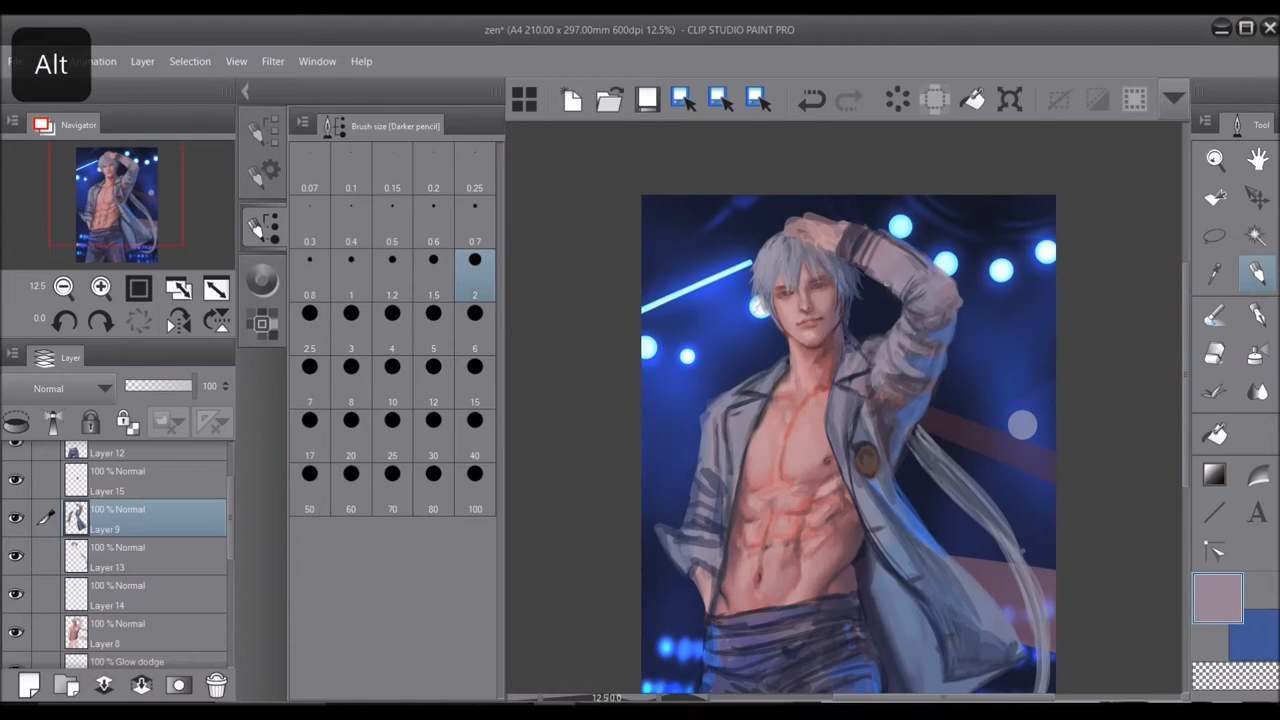 zen* (A4 210.00 x 297.00mm 600dpi 12.5%) - CLIP STUDIO PAINT PRO
Alt
Animation Layer Selection View Filter Window Help
Navigator
Brush size [Darker pencil]
Tool
0.07 0.1 0.15 0.2 0.25
0.3 0.4 0.5 0.6 0.7
12.5
0.8 1 1.2 1.5 2
0.0
2.5 3 4 5 6
Layer
Normal 100
7 8 10 12 15
17 20 25 30 40
50 60 70 80 100
Layer 12
100 % Normal
Layer 15
100 % Normal
Layer 9
100 % Normal
Layer 13
100 % Normal
Layer 14
100 % Normal
Layer 8
100 % Glow dodge
A